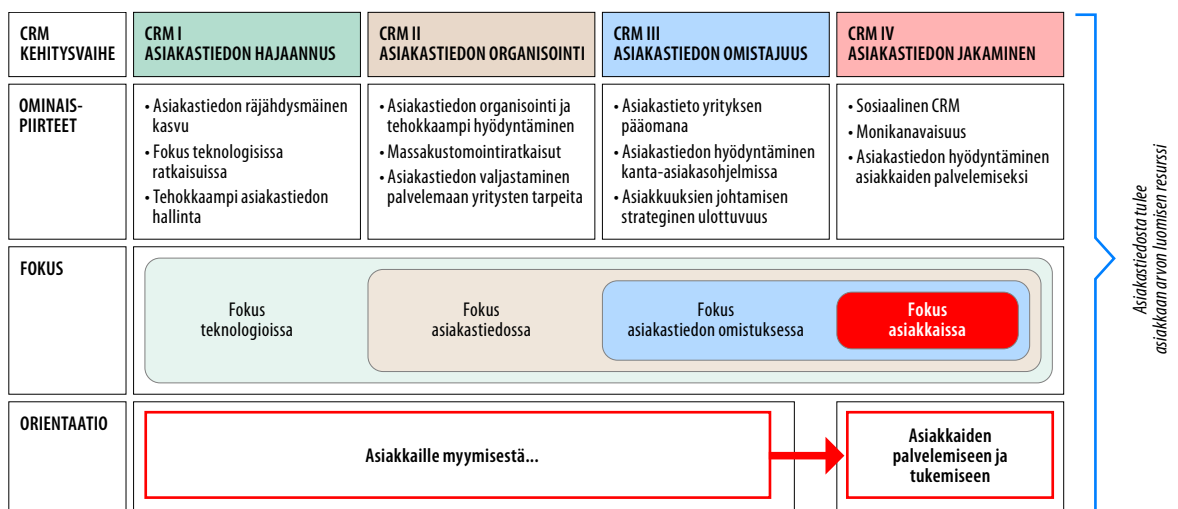 CRM
KEHITYSVAIHE
CRM I
ASIAKASTIEDON HAJAANNUS
CRM II
ASIAKASTIEDON ORGANISOINTI
CRM III
ASIAKASTIEDON OMISTAJUUS
CRM IV
ASIAKASTIEDON JAKAMINEN
OMINAIS-
PIIRTEET
• Asiakastiedon räjähdysmäinen
kasvu
• Fokus teknologisissa
ratkaisuissa
• Tehokkaampi asiakastiedon
hallinta
• Asiakastiedon organisointi ja
tehokkaampi hyödyntäminen
• Massakustomointiratkaisut
• Asiakastiedon valjastaminen
palvelemaan yritysten tarpeita
• Asiakastieto yrityksen
pääomana
• Asiakastiedon hyödyntäminen
kanta-asiakasohjelmissa
• Asiakkuuksien johtamisen
strateginen ulottuvuus
• Sosiaalinen CRM
• Monikanavaisuus
• Asiakastiedon hyödyntäminen
asiakkaiden palvelemiseksi
FOKUS
Fokus
teknologioissa
Fokus
asiakastiedossa
Fokus
asiakastiedon omistuksessa
Fokus
asiakkaissa
ORIENTAATIO
Asiakkaille myymisestä...
Asiakkaiden
palvelemiseen ja
tukemiseen
Asiakastiedosta tulee
asiakkan arvon luomisen resurssi